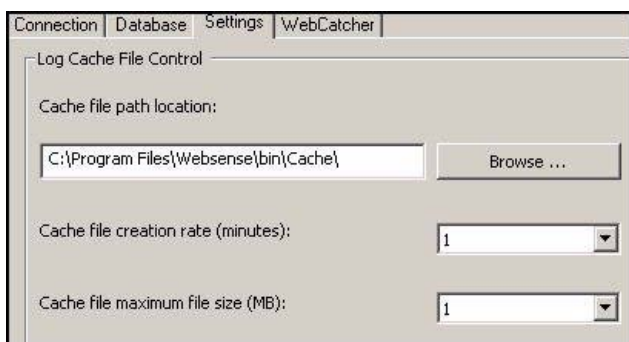 Connection Database Settings WebCatcher
Log Cache File Control
Cache file path location:
C:\Program Files\Websense\bin\Cache\ Browse ...
Cache file creation rate (minutes): 1
Cache file maximum file size (MB): 1